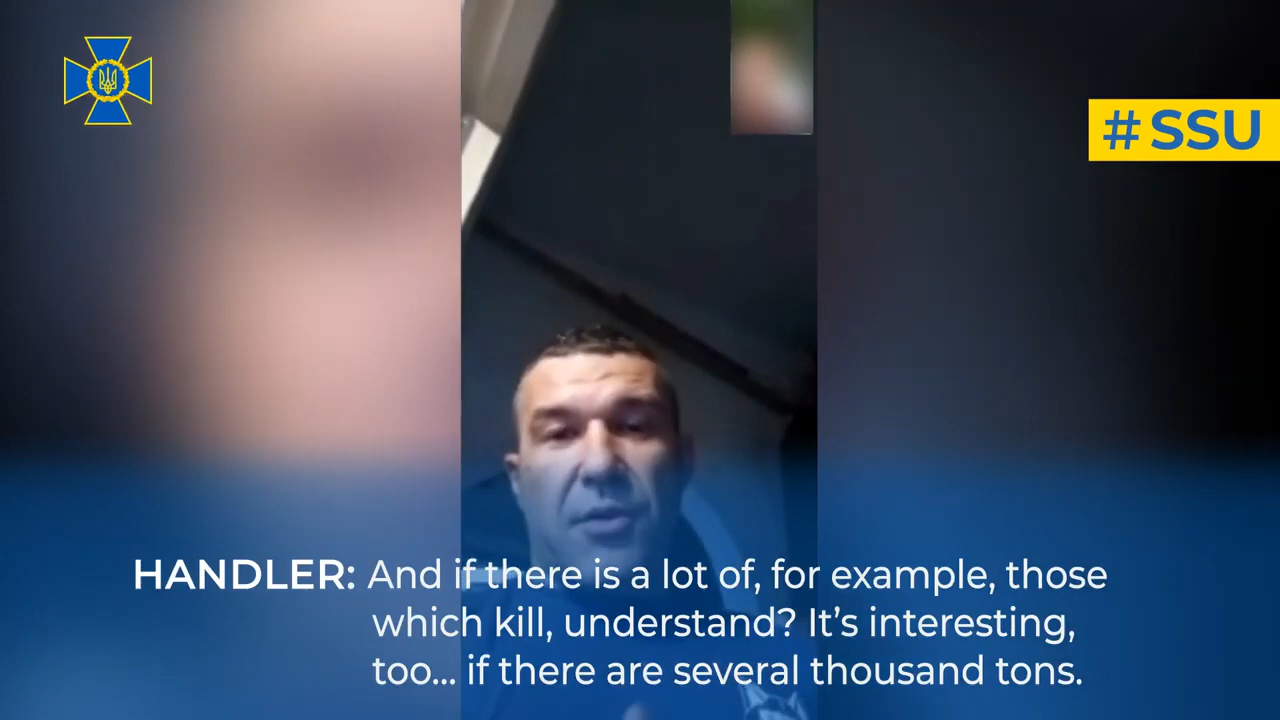 #SSU
HANDLER: And if there is a lot of, for example, those
which kill, understand? It’s interesting,
too... if there are several thousand tons.